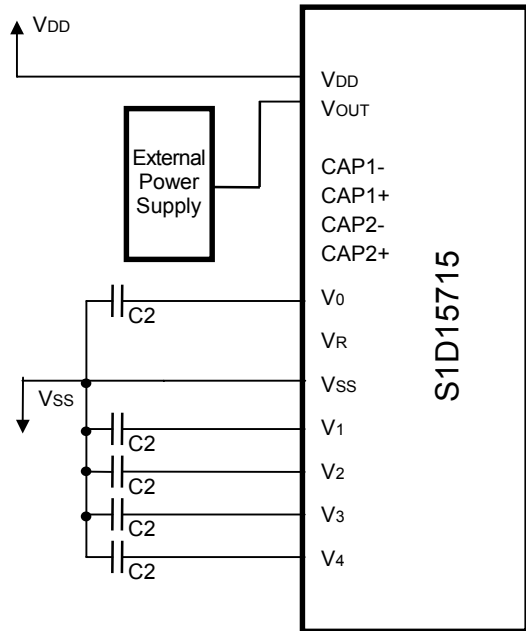 VDD
VDD
VOUT
External
Power
Supply
CAP1-
CAP1+
CAP2-
CAP2+
S1D15715
V0
C2
VR
VSS
VSS
V1
C2
V2
C2
V3
C2
V4
C2